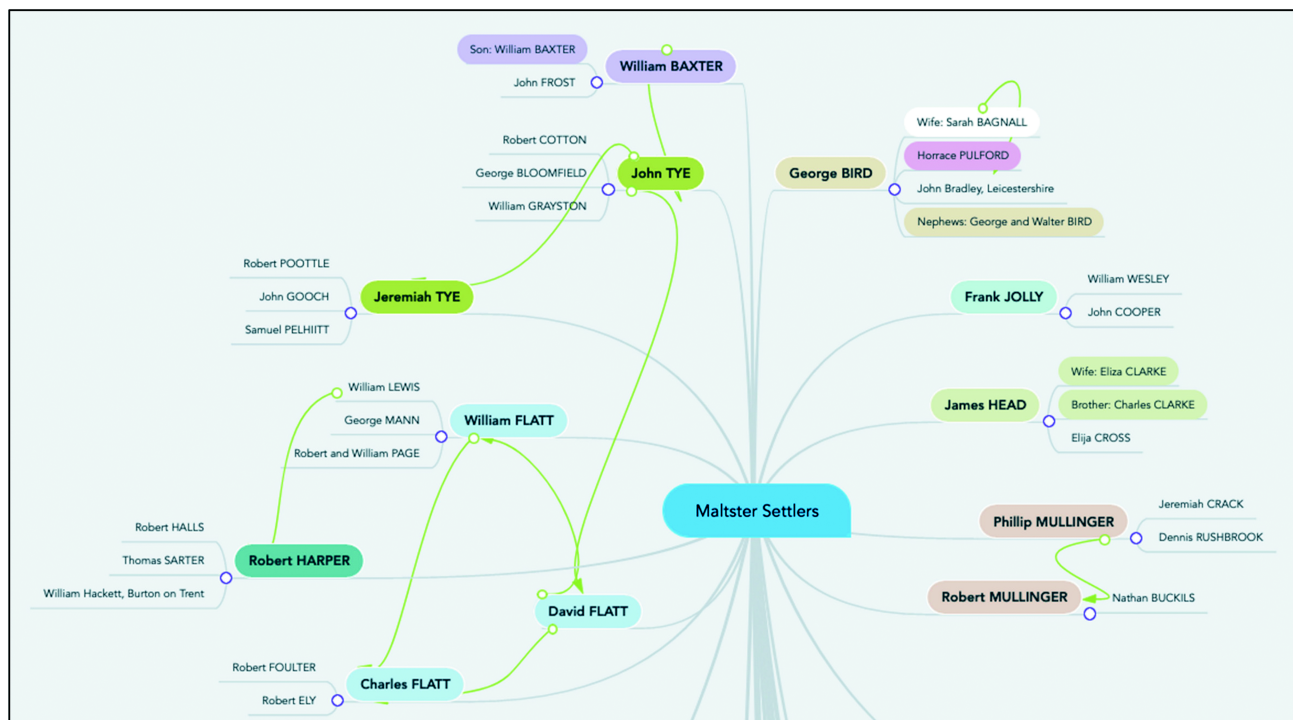 Son: William BAXTER
William BAXTER
John FROST
Robert COTTON
George BLOOMFIELD
John TYE
William GRAYSTON
Robert POOTTLE
John GOOCH
Jeremiah TYE
Samuel PELHIITT
William LEWIS
George MANN
William FLATT
Robert and William PAGE
Robert HALLS
Thomas SARTER
Robert HARPER
William Hackett, Burton on Trent
David FLATT
Robert FOULTER
Charles FLATT
Robert ELY
Maltster Settlers
Wife: Sarah BAGNALL
Horrace PULFORD
George BIRD
John Bradley, Leicestershire
Nephews: George and Walter BIRD
William WESLEY
Frank JOLLY
John COOPER
Wife: Eliza CLARKE
James HEAD
Brother: Charles CLARKE
Elija CROSS
Jeremiah CRACK
Phillip MULLINGER
Dennis RUSHBROOK
Robert MULLINGER
Nathan BUCKILS